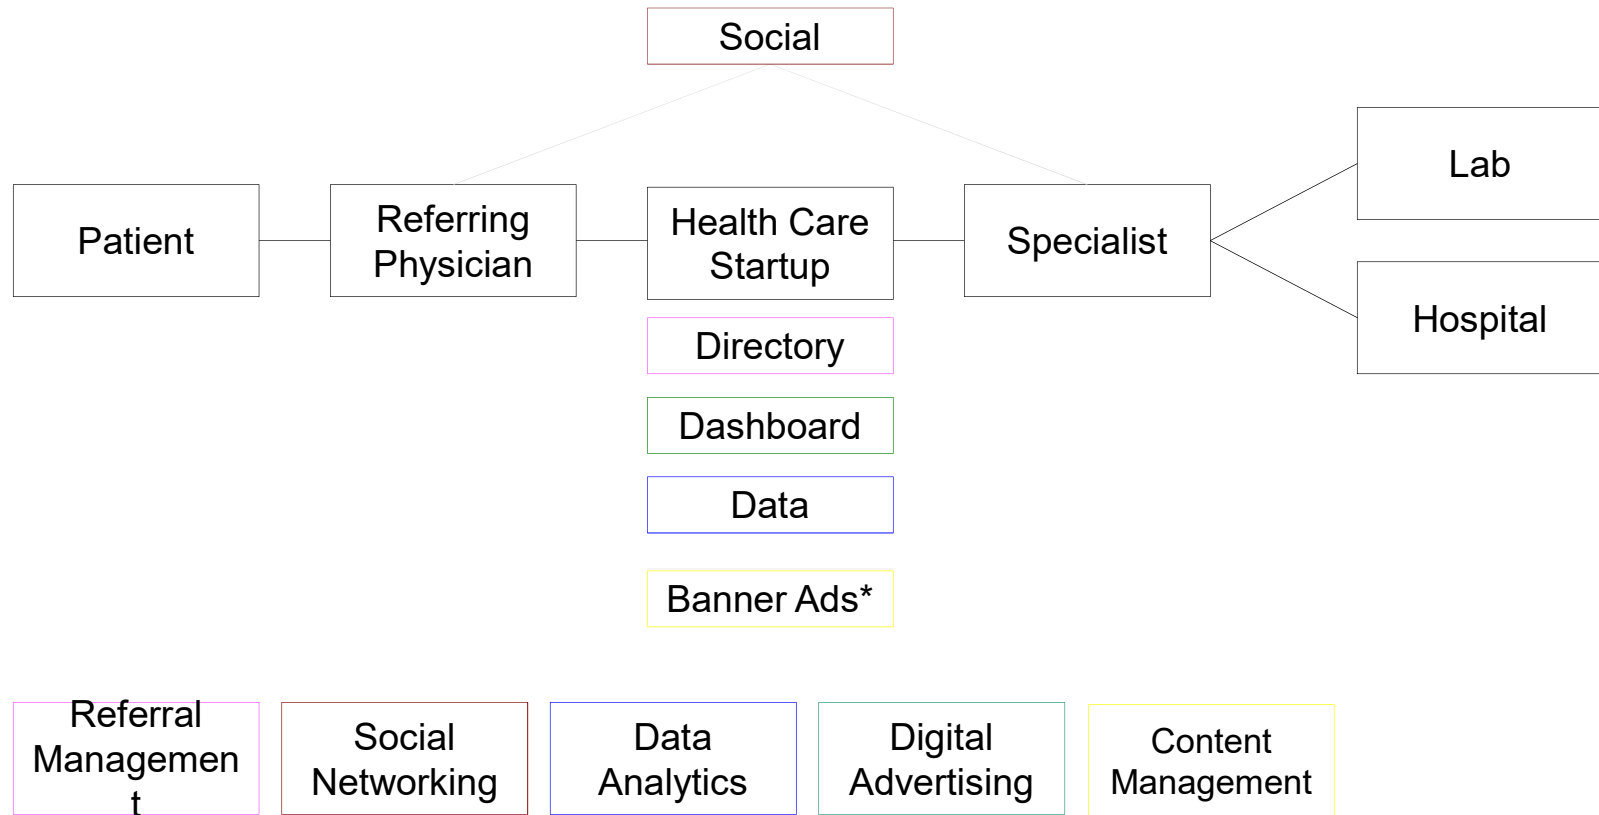 Social
Patient
Referring
Physician
Health Care
Startup
Specialist
Lab
Hospital
Directory
Dashboard
Data
Banner Ads*
Referral
Managemen
t
Social
Networking
Data
Analytics
Digital
Advertising
Content
Management